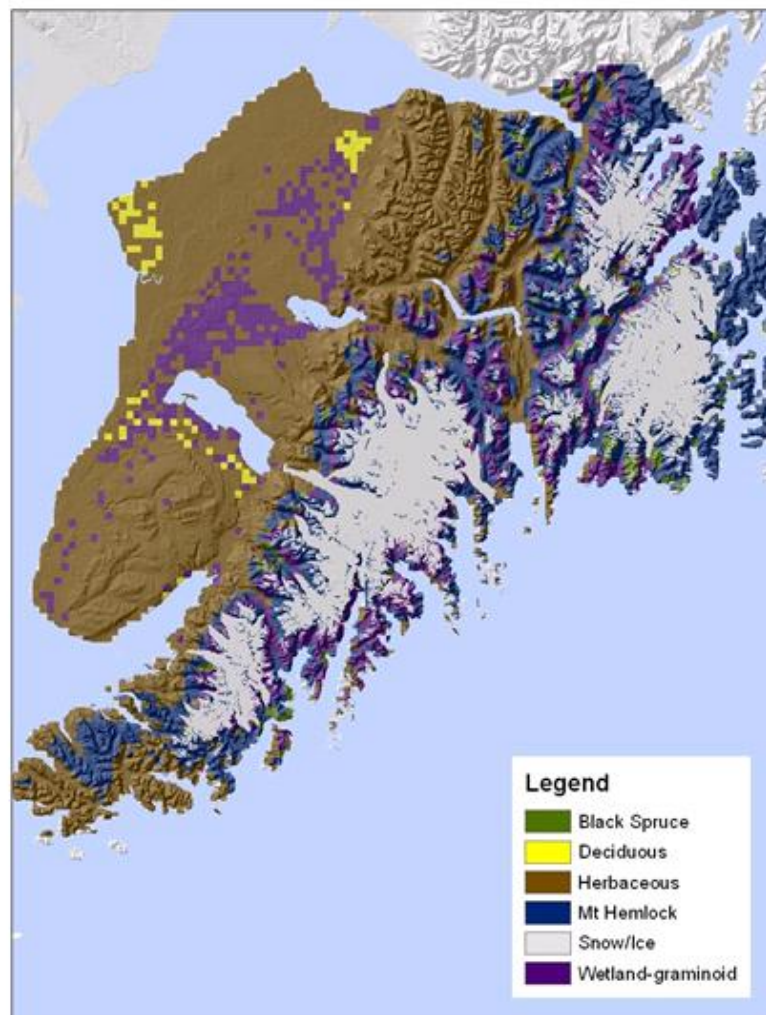 Legend
Black Spruce
Deciduous
Herbaceous
Mt Hemlock
Snow/Ice
Wetland-graminoid